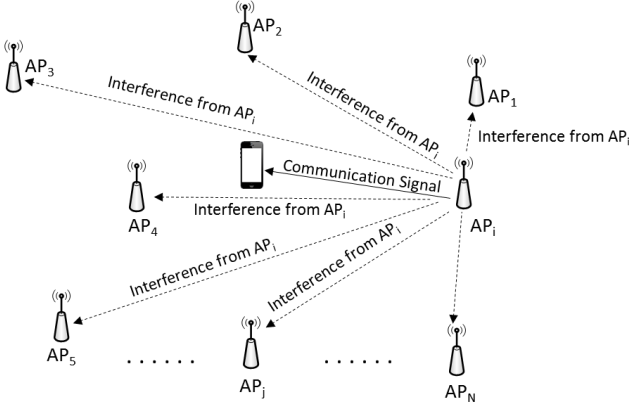 AP₂
AP₃
Interference from APᵢ
Interference from APᵢ
AP₁
Interference from APᵢ
Communication Signal
AP₄
Interference from APᵢ
APᵢ
Interference from APᵢ
Interference from APᵢ
AP₅
. . . . . .
APⱼ
. . . . . .
AP_N